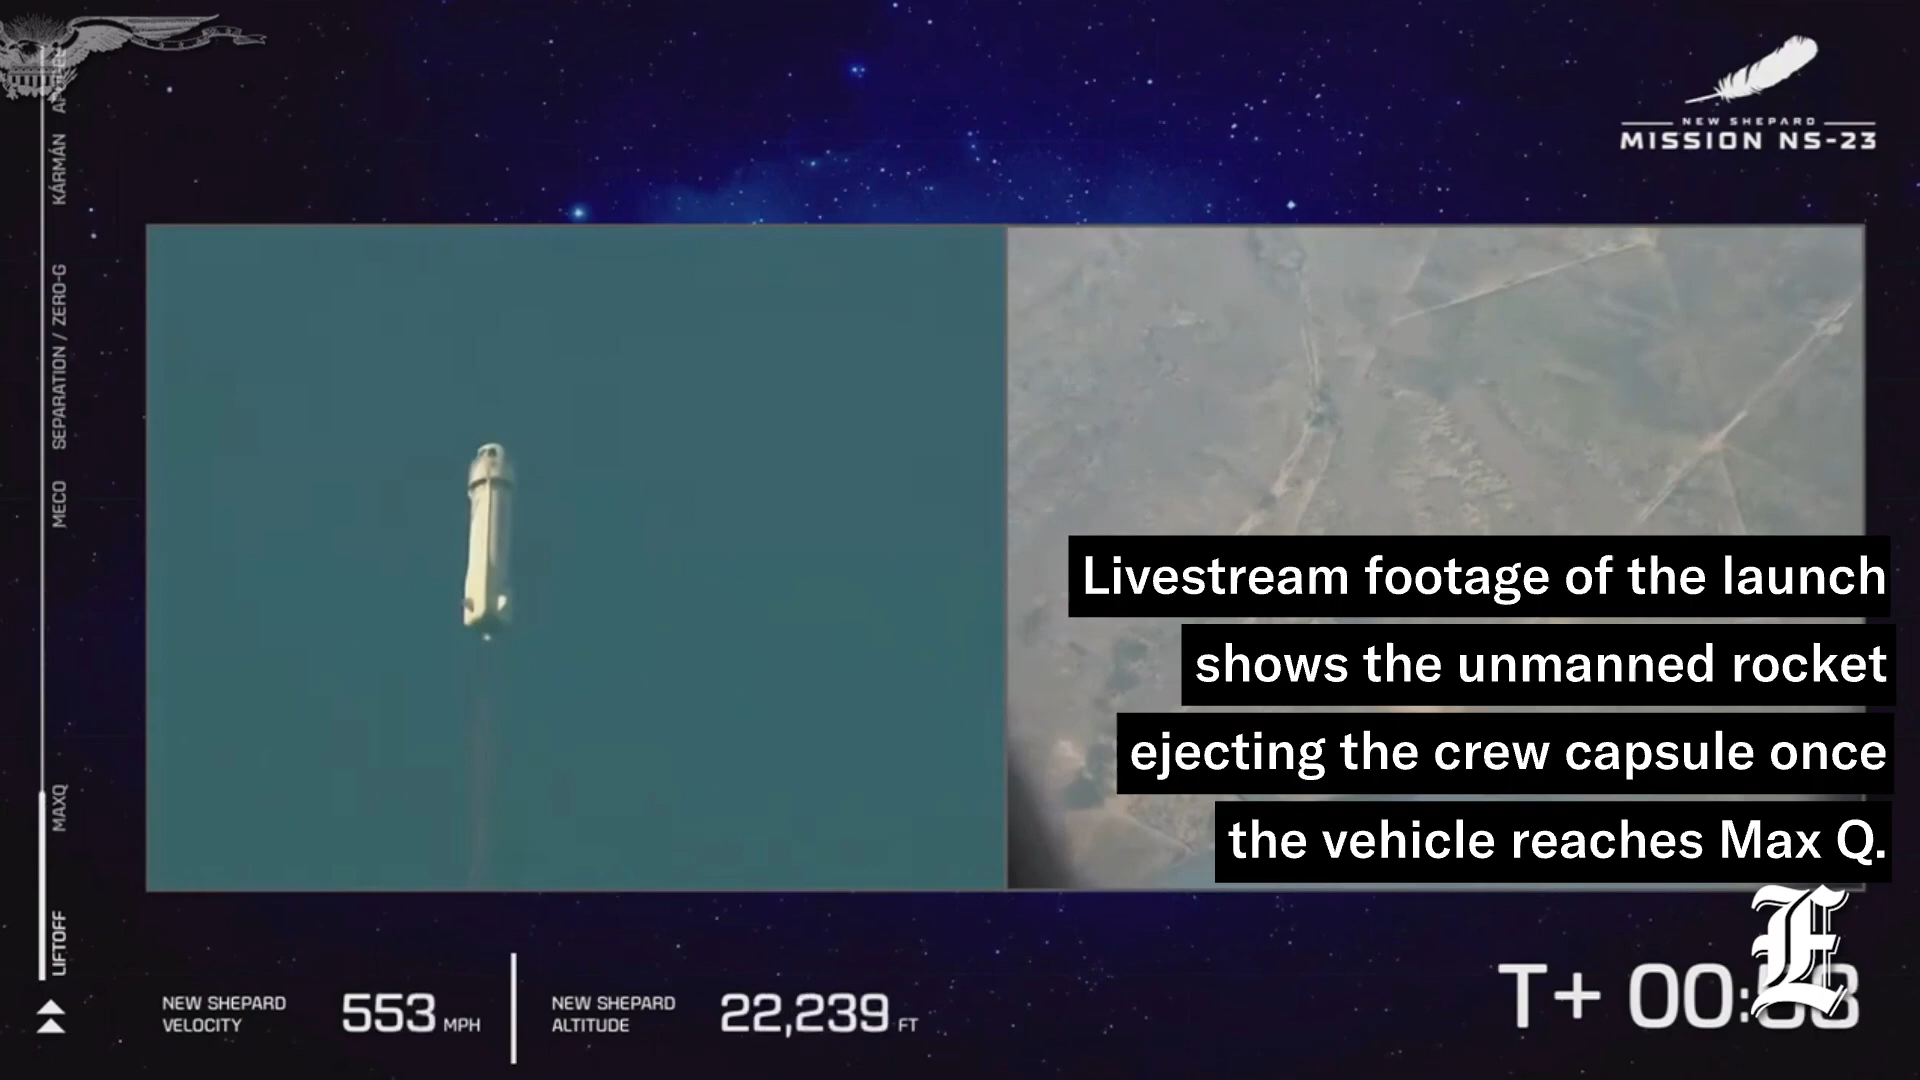 NEW SHEPARD
MISSION NS-23
KÁRMÁN
SEPARATION / ZERO-G
MECO
MAXQ
LIFTOFF
Livestream footage of the launch
shows the unmanned rocket
ejecting the crew capsule once
the vehicle reaches Max Q.
NEW SHEPARD
VELOCITY
553 MPH
NEW SHEPARD
ALTITUDE
22,239 FT
T+ 00: